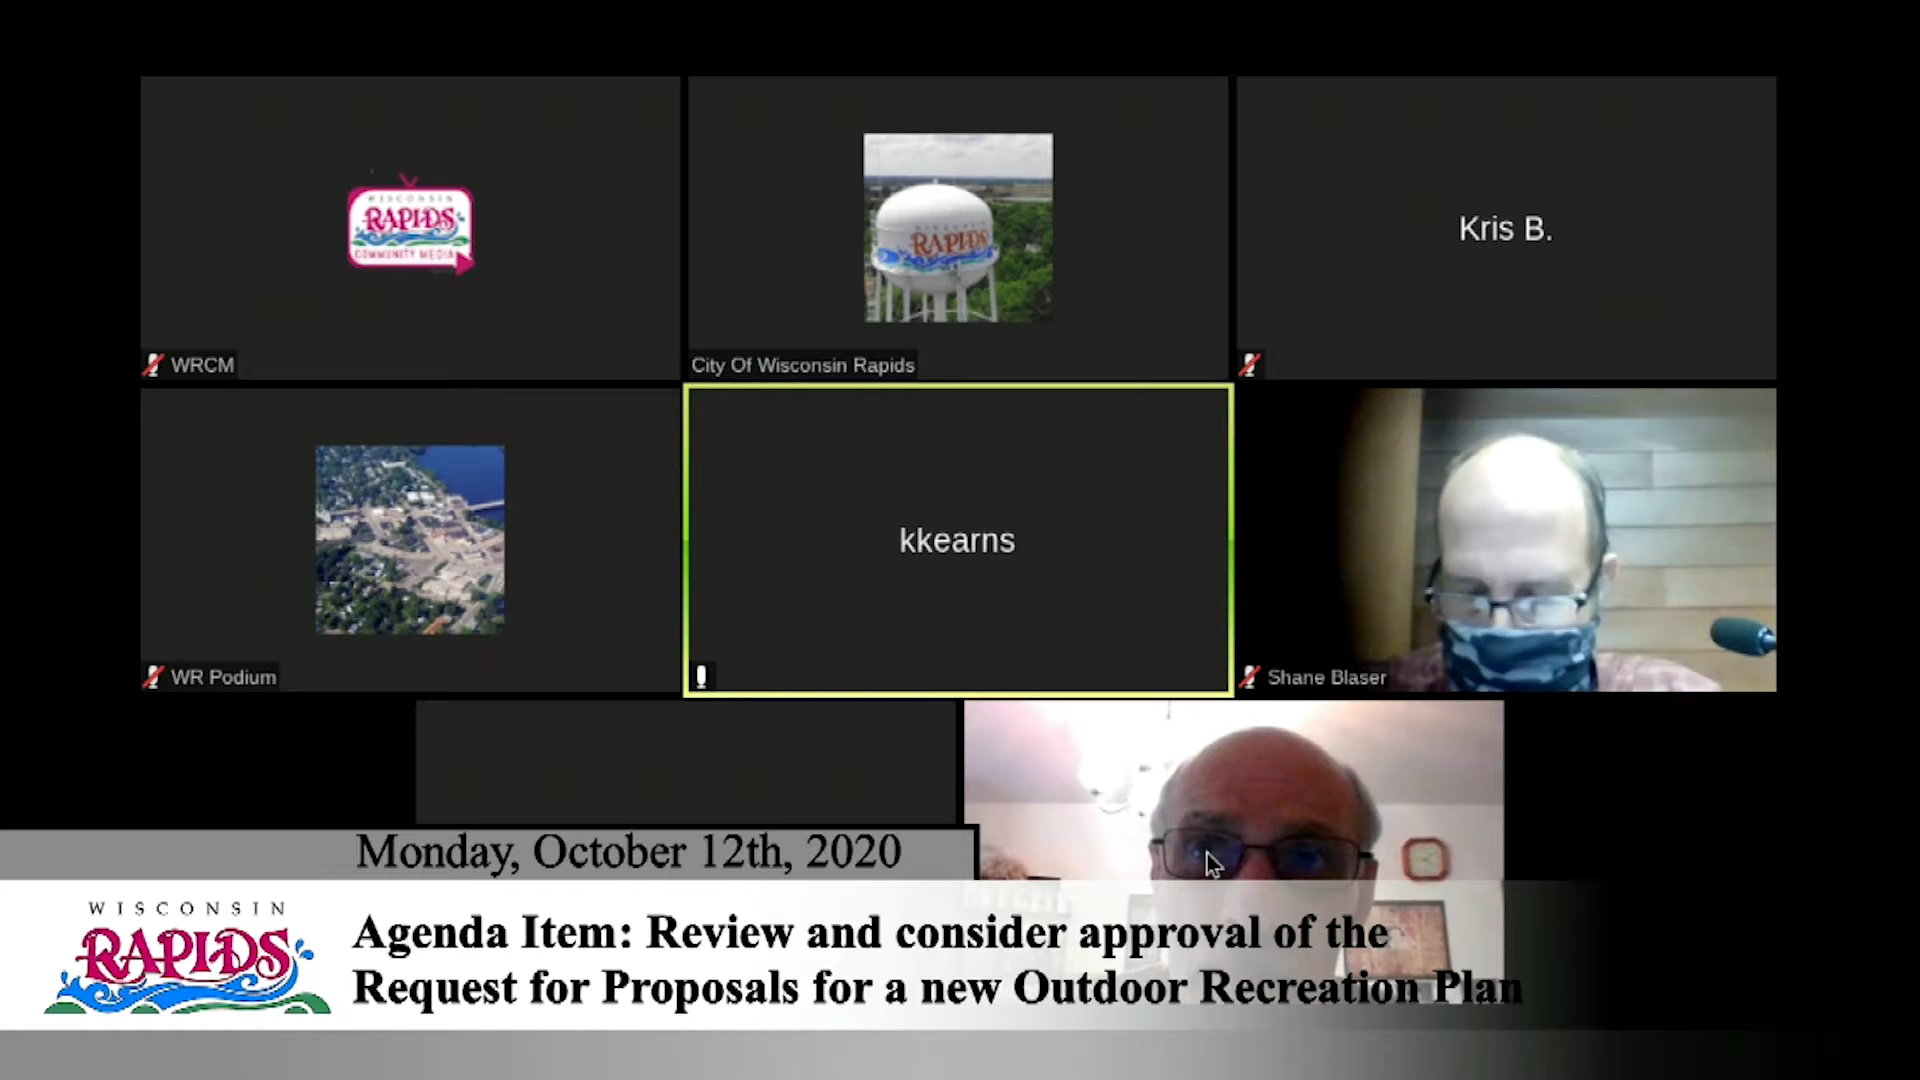 WISCONSIN
RAPIDS
COMMUNITY MEDIA
RAPIDS
Kris B.
WRCM
City Of Wisconsin Rapids
kkearns
WR Podium
Shane Blaser
Monday, October 12th, 2020
WISCONSIN
RAPIDS
Agenda Item: Review and consider approval of the
Request for Proposals for a new Outdoor Recreation Plan